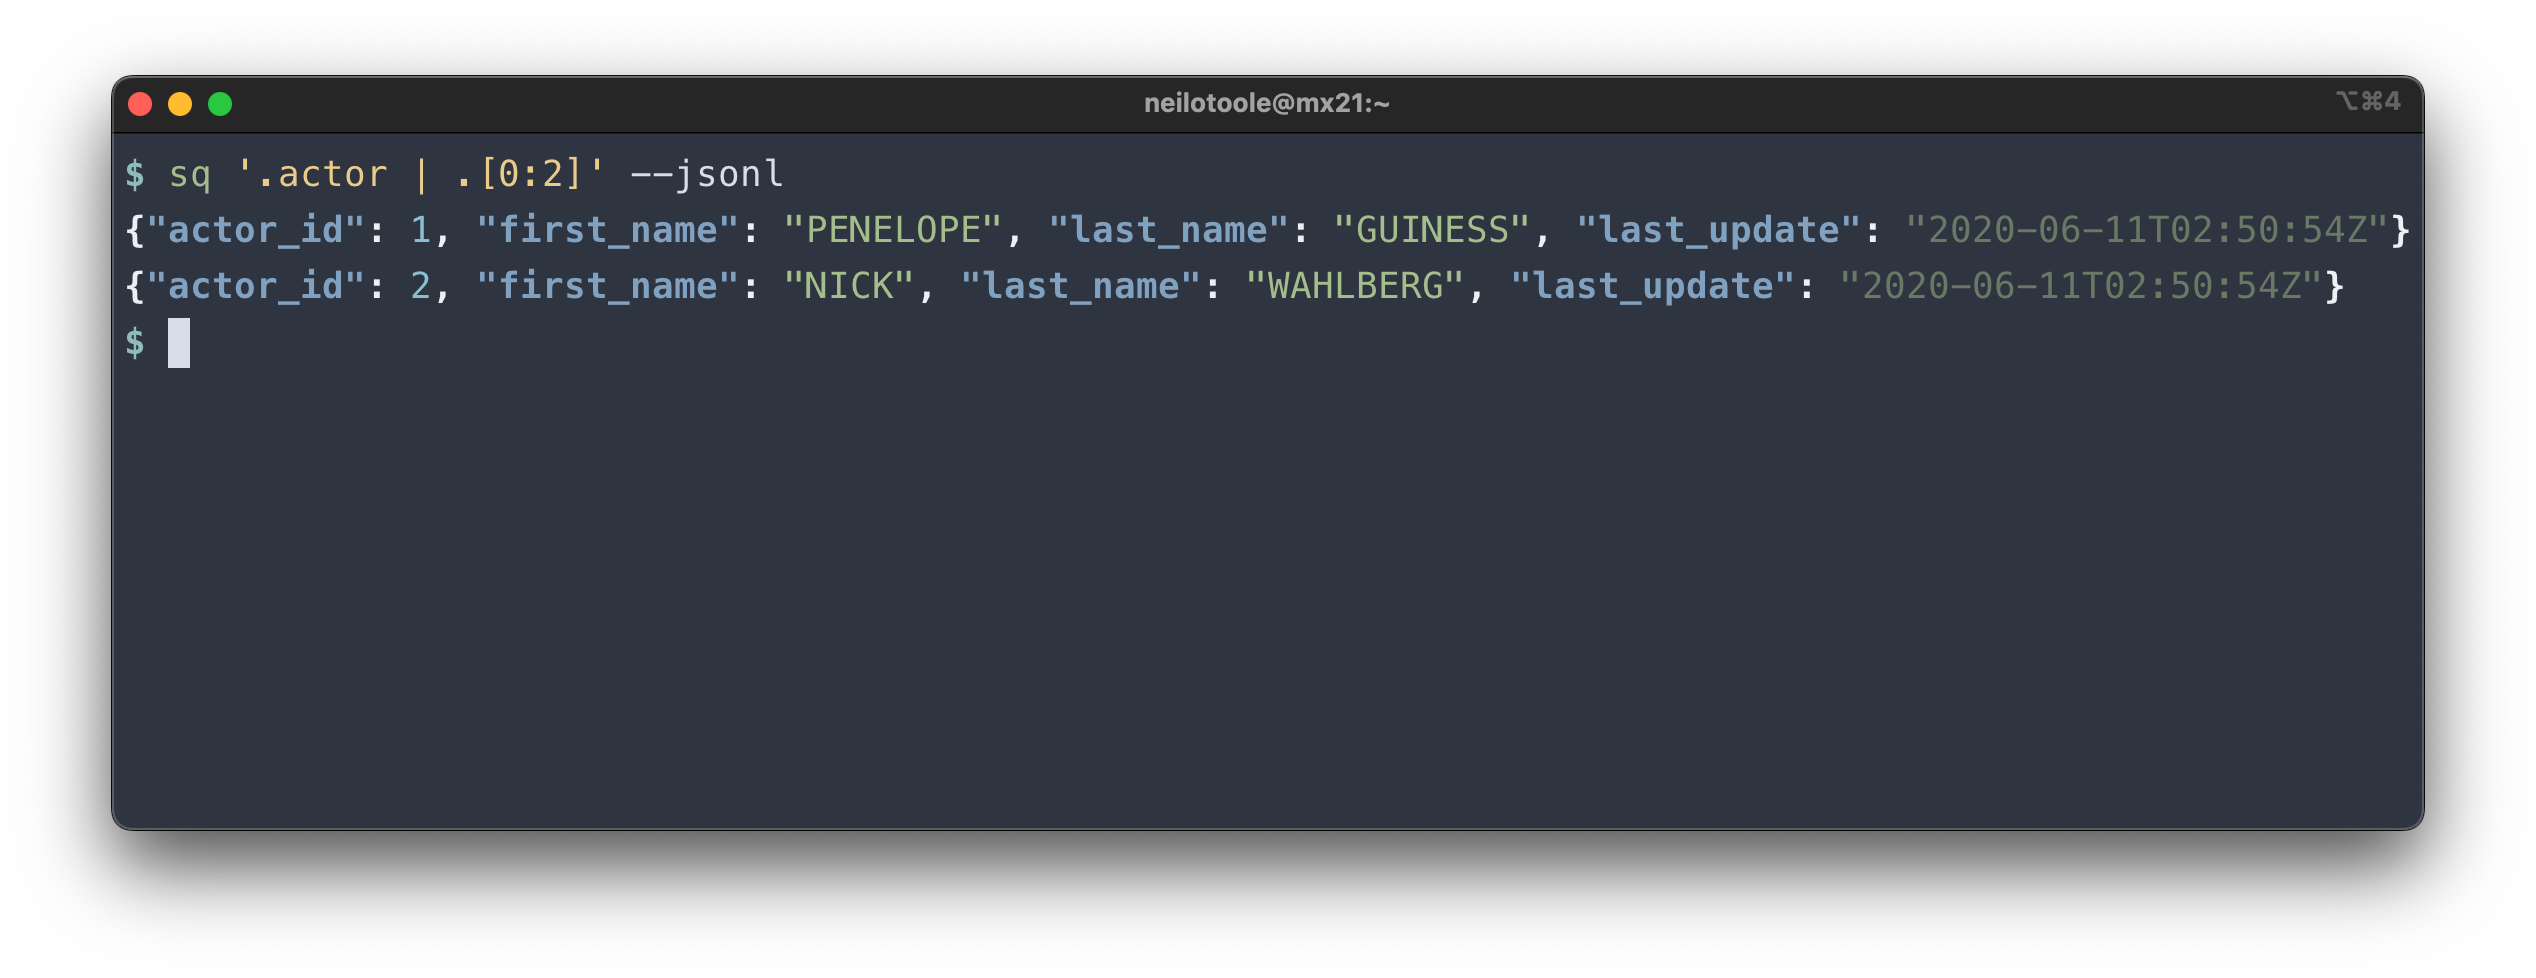 neilotoole@mx21:~
⌥⌘4
$ sq '.actor | .[0:2]' --jsonl
{"actor_id": 1, "first_name": "PENELOPE", "last_name": "GUINESS", "last_update": "2020-06-11T02:50:54Z"}
{"actor_id": 2, "first_name": "NICK", "last_name": "WAHLBERG", "last_update": "2020-06-11T02:50:54Z"}
$